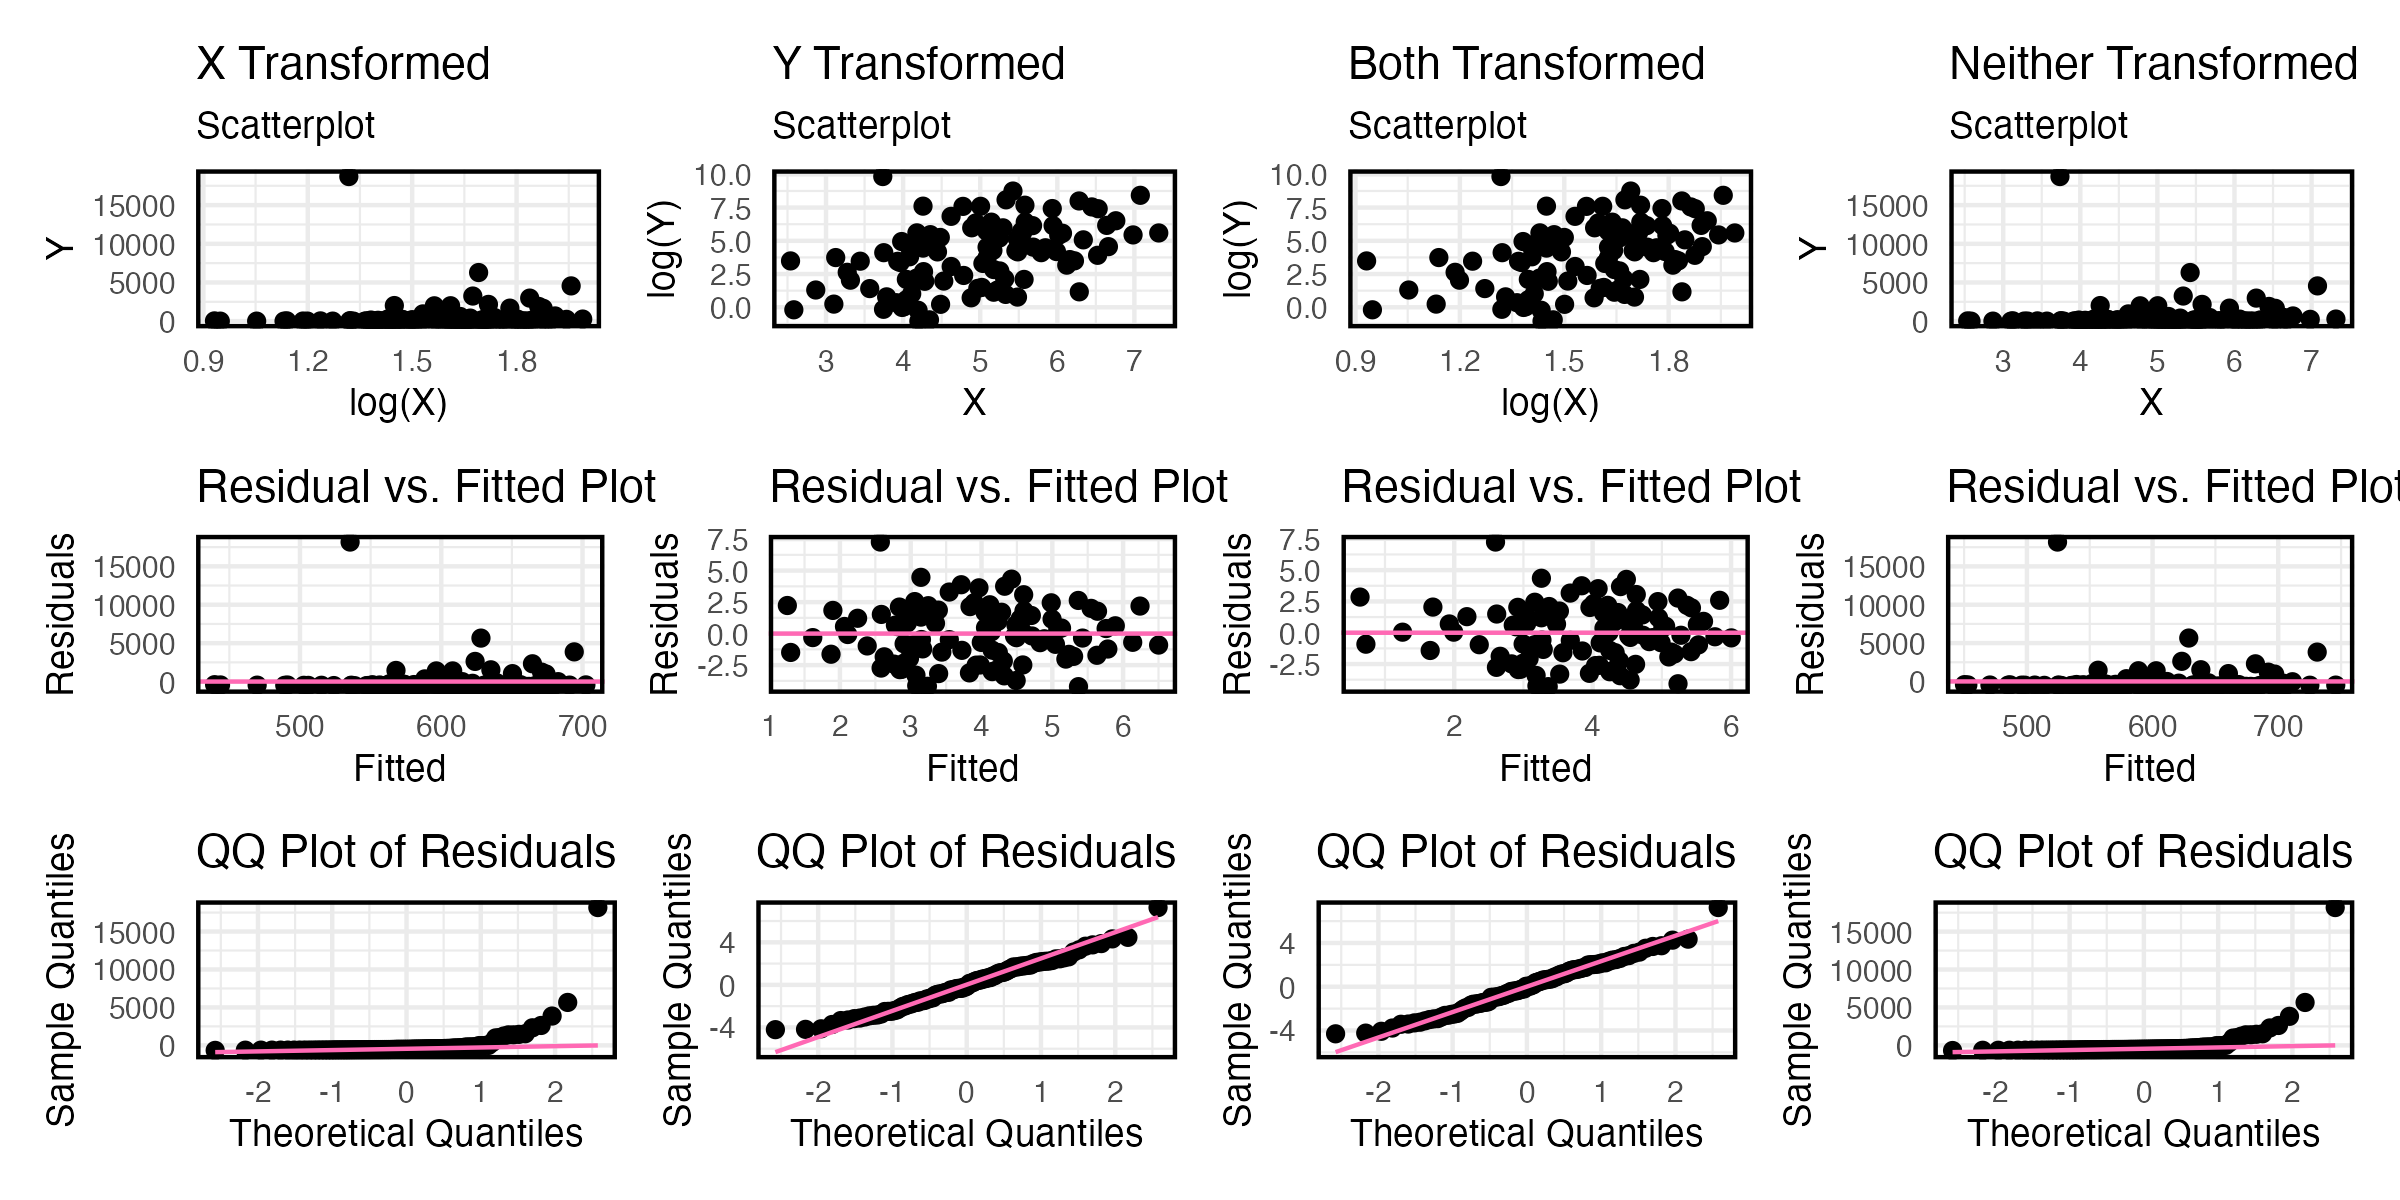 X Transformed
Y Transformed
Both Transformed
Neither Transformed
Scatterplot
Scatterplot
Scatterplot
Scatterplot
Y
15000
10000
5000
0
0.9 1.2 1.5 1.8
log(X)
log(Y)
10.0
7.5
5.0
2.5
0.0
3 4 5 6 7
X
log(Y)
10.0
7.5
5.0
2.5
0.0
0.9 1.2 1.5 1.8
log(X)
Y
15000
10000
5000
0
3 4 5 6 7
X
Residual vs. Fitted Plot
Residual vs. Fitted Plot
Residual vs. Fitted Plot
Residual vs. Fitted Plot
Residuals
15000
10000
5000
0
500 600 700
Fitted
Residuals
7.5
5.0
2.5
0.0
-2.5
1 2 3 4 5 6
Fitted
Residuals
7.5
5.0
2.5
0.0
-2.5
2 4 6
Fitted
Residuals
15000
10000
5000
0
500 600 700
Fitted
QQ Plot of Residuals
QQ Plot of Residuals
QQ Plot of Residuals
QQ Plot of Residuals
Sample Quantiles
15000
10000
5000
0
-2 -1 0 1 2
Theoretical Quantiles
Sample Quantiles
4
0
-4
-2 -1 0 1 2
Theoretical Quantiles
Sample Quantiles
4
0
-4
-2 -1 0 1 2
Theoretical Quantiles
Sample Quantiles
15000
10000
5000
0
-2 -1 0 1 2
Theoretical Quantiles